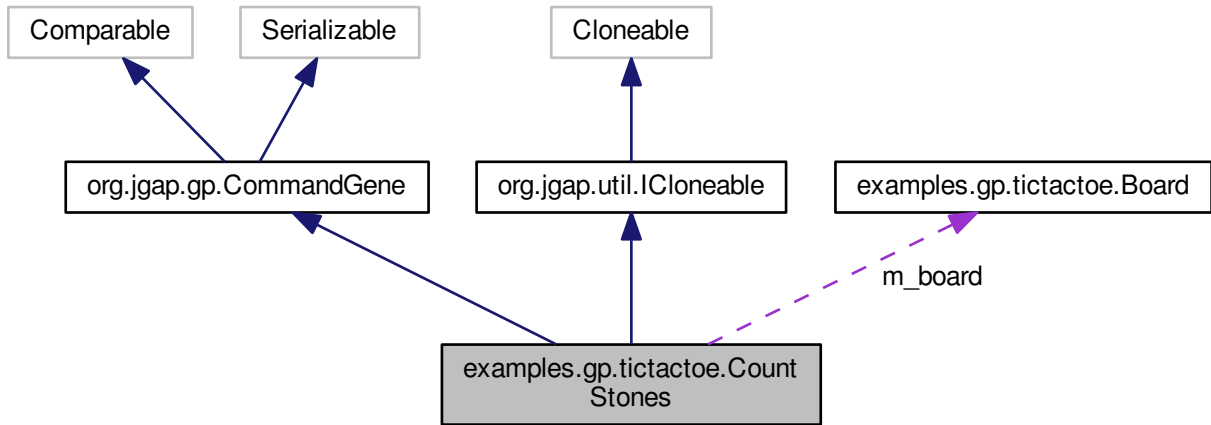 Comparable
Serializable
Cloneable
org.jgap.gp.CommandGene
org.jgap.util.ICloneable
examples.gp.tictactoe.Board
m_board
examples.gp.tictactoe.Count
Stones